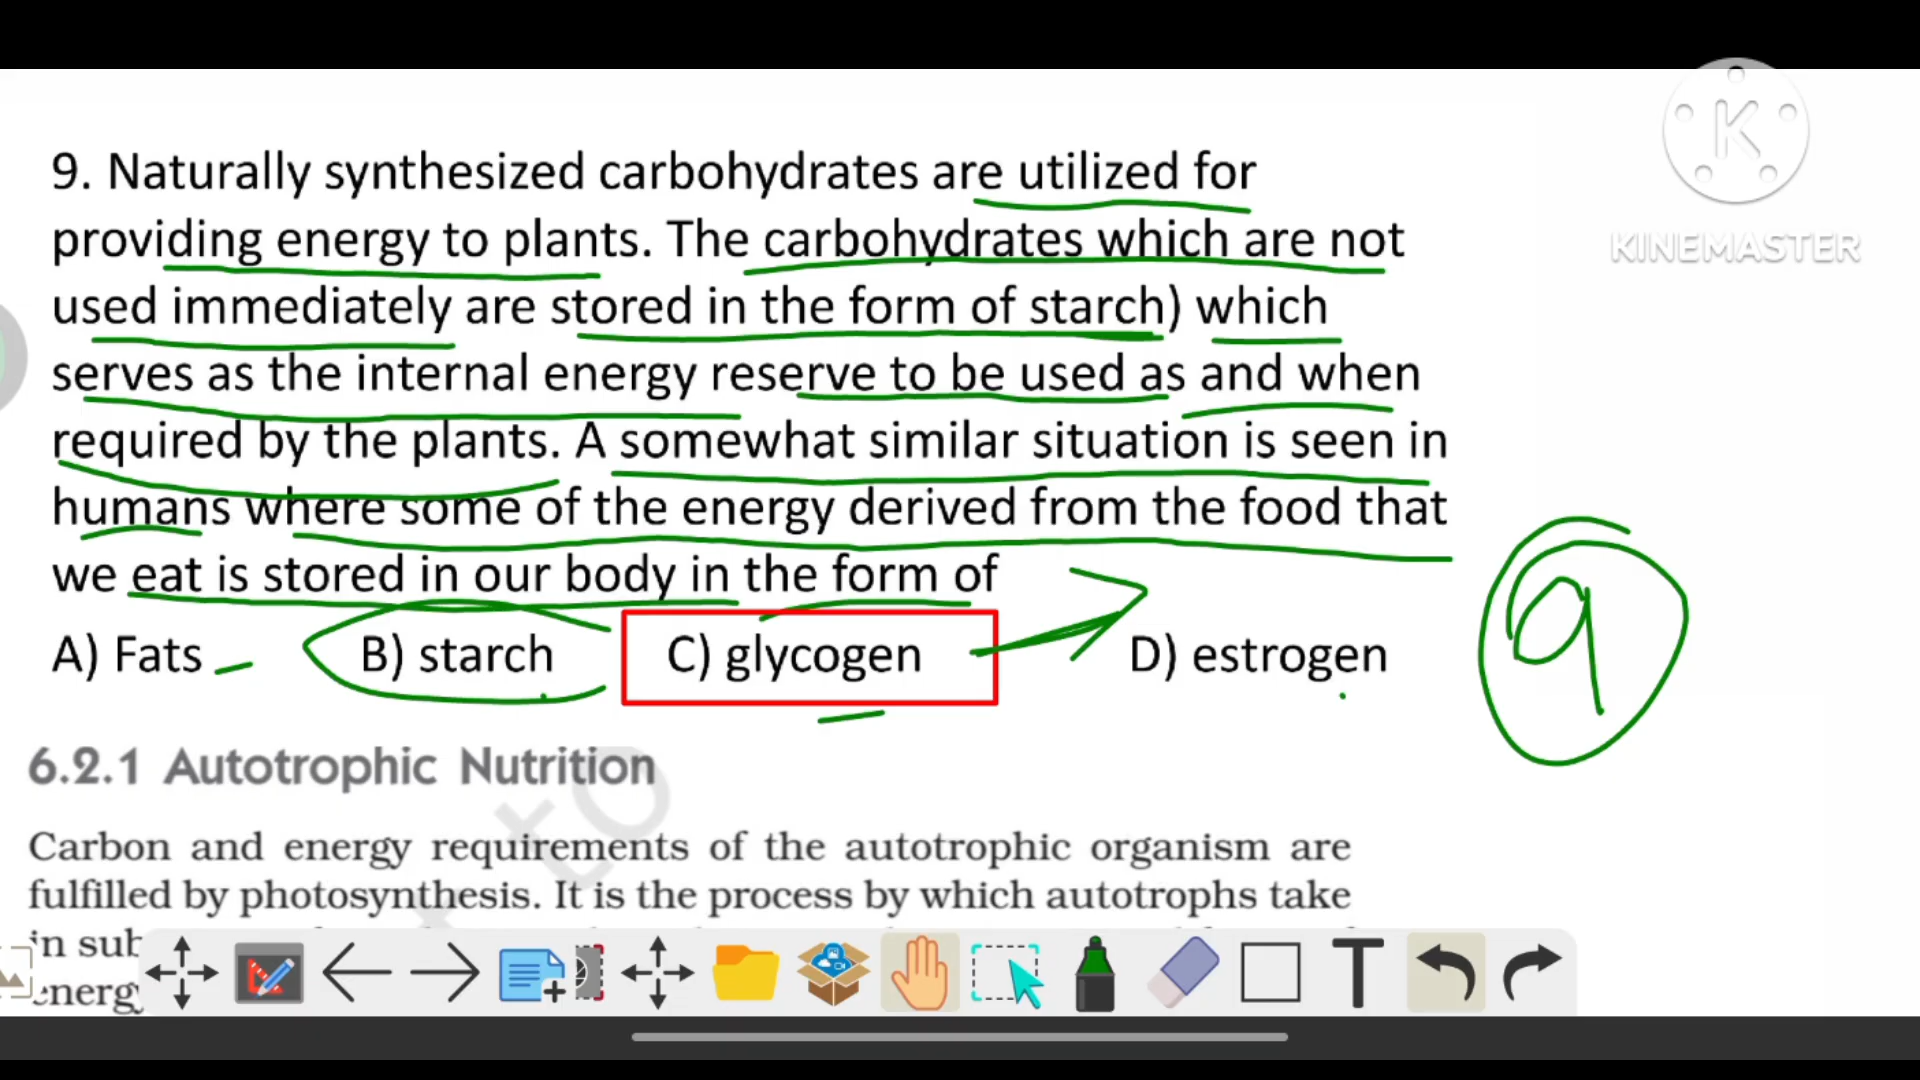 KINEMASTER
9. Naturally synthesized carbohydrates are utilized for
providing energy to plants. The carbohydrates which are not
used immediately are stored in the form of starch) which
serves as the internal energy reserve to be used as and when
required by the plants. A somewhat similar situation is seen in
humans where some of the energy derived from the food that
we eat is stored in our body in the form of
A) Fats B) starch C) glycogen D) estrogen
9
6.2.1 Autotrophic Nutrition
Carbon and energy requirements of the autotrophic organism are
fulfilled by photosynthesis. It is the process by which autotrophs take
in